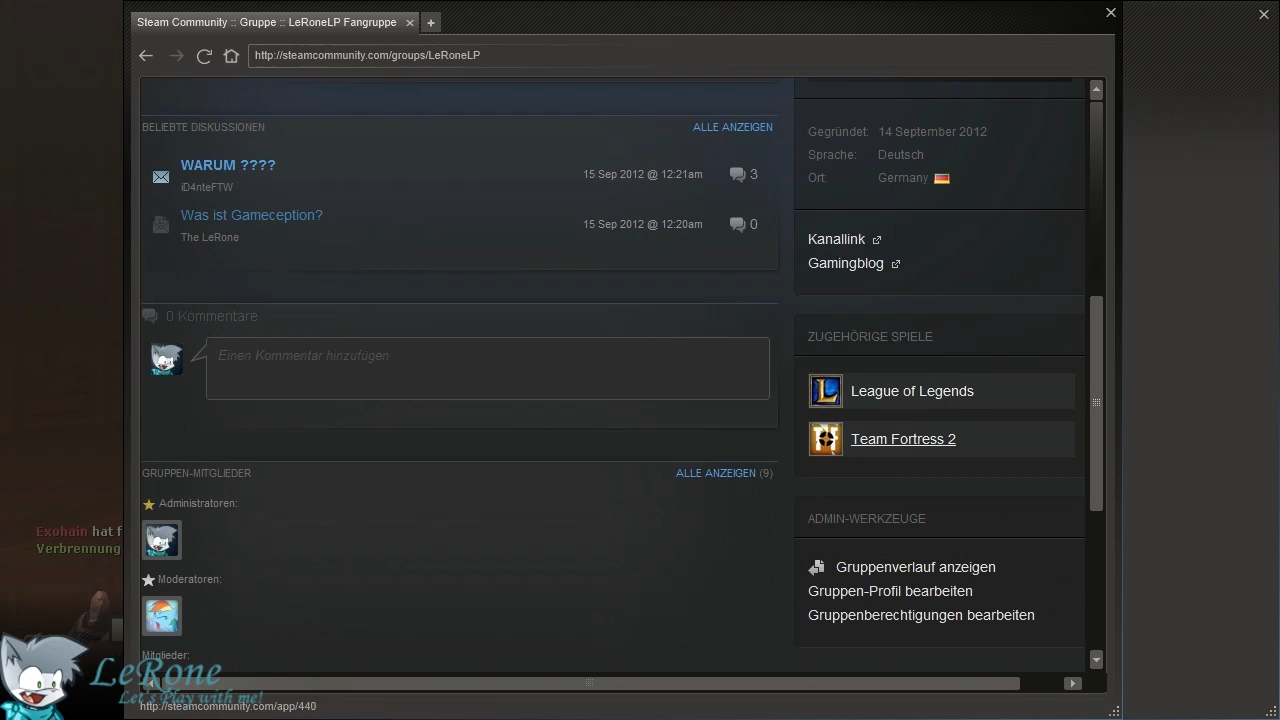 Steam Community :: Gruppe :: LeRoneLP Fangruppe
http://steamcommunity.com/groups/LeRoneLP
BELIEBTE DISKUSSIONEN
ALLE ANZEIGEN
WARUM ????
15 Sep 2012 @ 12:21am
3
iD4nteFTW
Was ist Gameception?
15 Sep 2012 @ 12:20am
0
The LeRone
0 Kommentare
Einen Kommentar hinzufügen
GRUPPEN-MITGLIEDER
ALLE ANZEIGEN (9)
Administratoren:
Moderatoren:
Mitglieder:
Gegründet: 14 September 2012
Sprache: Deutsch
Ort: Germany
Kanallink
Gamingblog
ZUGEHÖRIGE SPIELE
League of Legends
Team Fortress 2
ADMIN-WERKZEUGE
Gruppenverlauf anzeigen
Gruppen-Profil bearbeiten
Gruppenberechtigungen bearbeiten
Exohain hat f
Verbrennung
LeRone
Let's Play with me!
http://steamcommunity.com/app/440